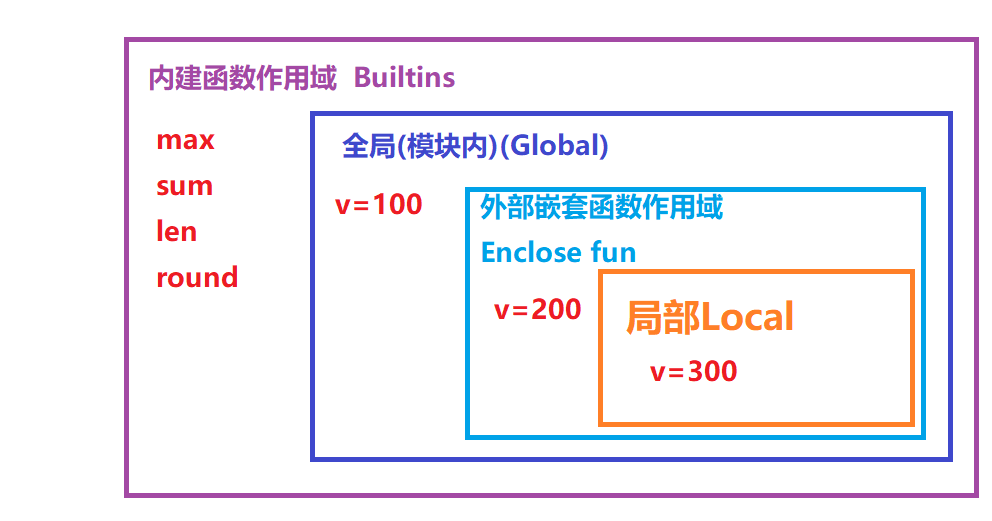 内建函数作用域 Builtins
max
sum
len
round
全局(模块内)(Global)
v=100
外部嵌套函数作用域
Enclose fun
v=200
局部Local
v=300